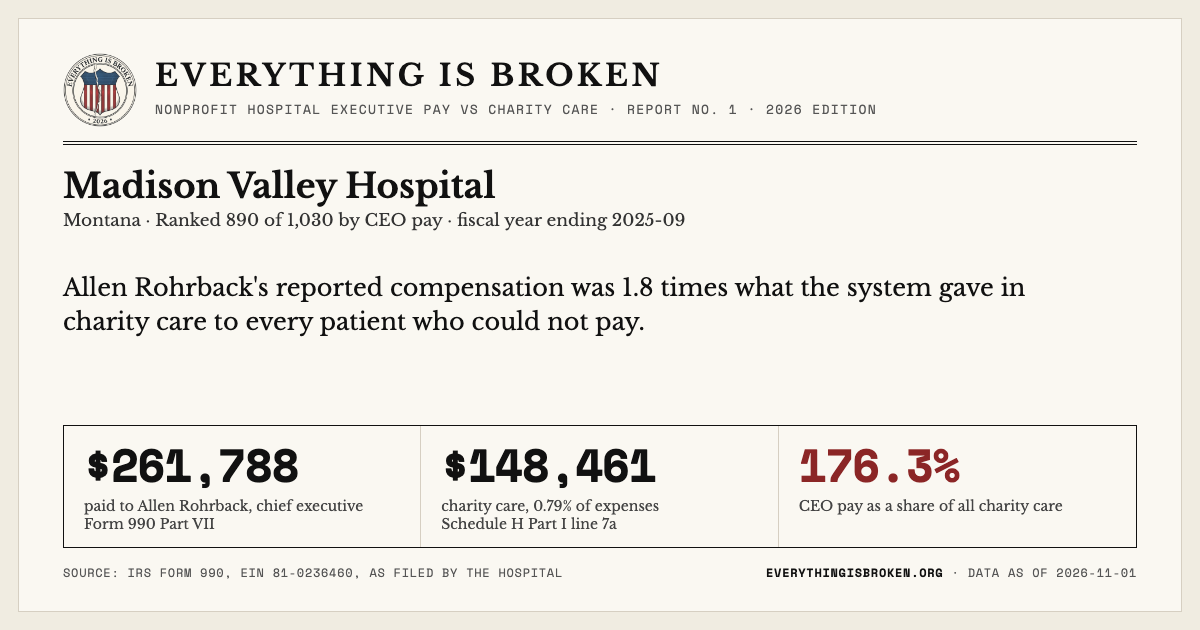 EVERYTHING IS BROKEN
· 2026 ·
EVERYTHING IS BROKEN
NONPROFIT HOSPITAL EXECUTIVE PAY VS CHARITY CARE · REPORT NO. 1 · 2026 EDITION
Madison Valley Hospital
Montana · Ranked 890 of 1,030 by CEO pay · fiscal year ending 2025-09
Allen Rohrback's reported compensation was 1.8 times what the system gave in
charity care to every patient who could not pay.
$261,788
paid to Allen Rohrback, chief executive
Form 990 Part VII
$148,461
charity care, 0.79% of expenses
Schedule H Part I line 7a
176.3%
CEO pay as a share of all charity care
SOURCE: IRS FORM 990, EIN 81-0236460, AS FILED BY THE HOSPITAL
EVERYTHINGISBROKEN.ORG · DATA AS OF 2026-11-01